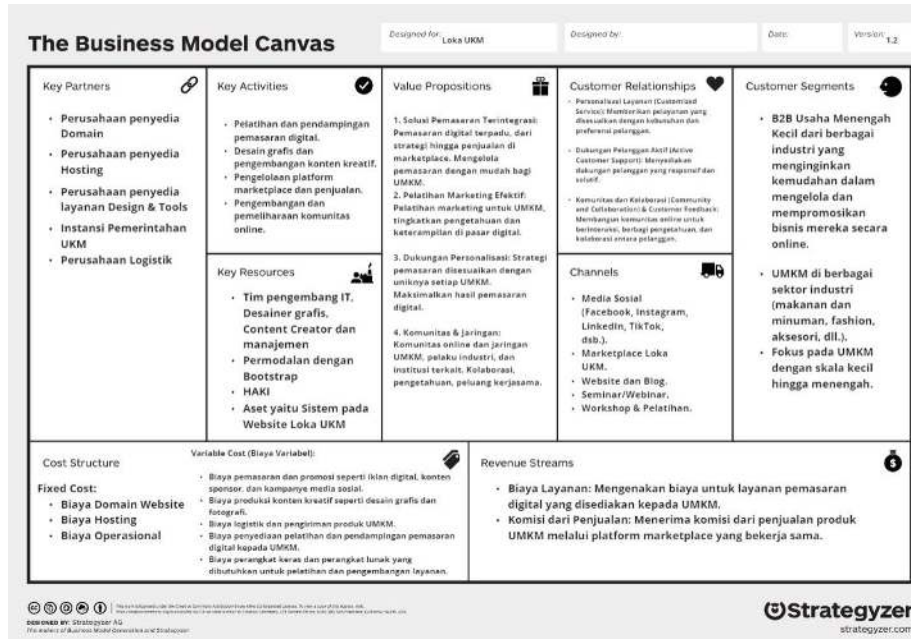 The Business Model Canvas
Designed for:
Loka UKM
Designed by:
Date:
Version:
1.2
Key Partners
Perusahaan penyedia
Domain
Perusahaan penyedia
Hosting
Perusahaan penyedia
layanan Design & Tools
Instansi Pemerintahan
UKM
Perusahaan Logistik
Key Activities
Pelatihan dan pendampingan
pemasaran digital.
Desain grafis dan
pengembangan konten kreatif.
Pengelolaan platform
marketplace dan penjualan.
Pengembangan dan
pemeliharaan komunitas
online.
Key Resources
Tim pengembang IT,
Desainer grafis,
Content Creator dan
manajemen
Permodalan dengan
Bootstrap
HAKI
Aset yaitu Sistem pada
Website Loka UKM
Value Propositions
1. Solusi Pemasaran Terintegrasi:
Pemasaran digital terpadu, dari
strategi hingga penjualan di
marketplace. Mengelola
pemasaran dengan mudah bagi
UMKM.
2. Pelatihan Marketing Efektif:
Pelatihan marketing untuk UMKM,
tingkatkan pengetahuan dan
keterampilan di pasar digital.
3. Dukungan Personalisasi: Strategi
pemasaran disesuaikan dengan
uniknya setiap UMKM.
Maksimalkan hasil pemasaran
digital.
4. Komunitas & Jaringan:
Komunitas online dan jaringan
UMKM, pelaku industri, dan
institusi terkait. Kolaborasi,
pengetahuan, peluang kerjasama.
Customer Relationships
Personalisasi Layanan (Customized
Service): Memberikan pelayanan yang
disesuaikan dengan kebutuhan dan
preferensi pelanggan.
Dukungan Pelanggan Aktif (Active
Customer Support): Menyediakan
dukungan pelanggan yang responsif dan
solutif.
Komunitas dan Kolaborasi (Community
and Collaboration) & Customer Feedback:
Membangun komunitas online untuk
berinteraksi, berbagi pengetahuan, dan
kolaborasi antara pelanggan.
Channels
Media Sosial
(Facebook, Instagram,
LinkedIn, TikTok,
dsb.).
Marketplace Loka
UKM.
Website dan Blog.
Seminar/Webinar.
Workshop & Pelatihan.
Customer Segments
B2B Usaha Menengah
Kecil dari berbagai
industri yang
menginginkan
kemudahan dalam
mengelola dan
mempromosikan
bisnis mereka secara
online.
UMKM di berbagai
sektor industri
(makanan dan
minuman, fashion,
aksesori, dll.).
Fokus pada UMKM
dengan skala kecil
hingga menengah.
Cost Structure
Fixed Cost:
Biaya Domain Website
Biaya Hosting
Biaya Operasional
Variable Cost (Biaya Variabel):
Biaya pemasaran dan promosi seperti iklan digital, konten
sponsor, dan kampanye media sosial.
Biaya produksi konten kreatif seperti desain grafis dan
fotografi.
Biaya logistik dan pengiriman produk UMKM.
Biaya penyediaan pelatihan dan pendampingan pemasaran
digital kepada UMKM.
Biaya perangkat keras dan perangkat lunak yang
dibutuhkan untuk pelatihan dan pengembangan layanan.
Revenue Streams
Biaya Layanan: Mengenakan biaya untuk layanan pemasaran
digital yang disediakan kepada UMKM.
Komisi dari Penjualan: Menerima komisi dari penjualan produk
UMKM melalui platform marketplace yang bekerja sama.
DESIGNED BY: Strategyzer AG
The makers of Business Model Generation and Strategyzer
Strategyzer
strategyzer.com